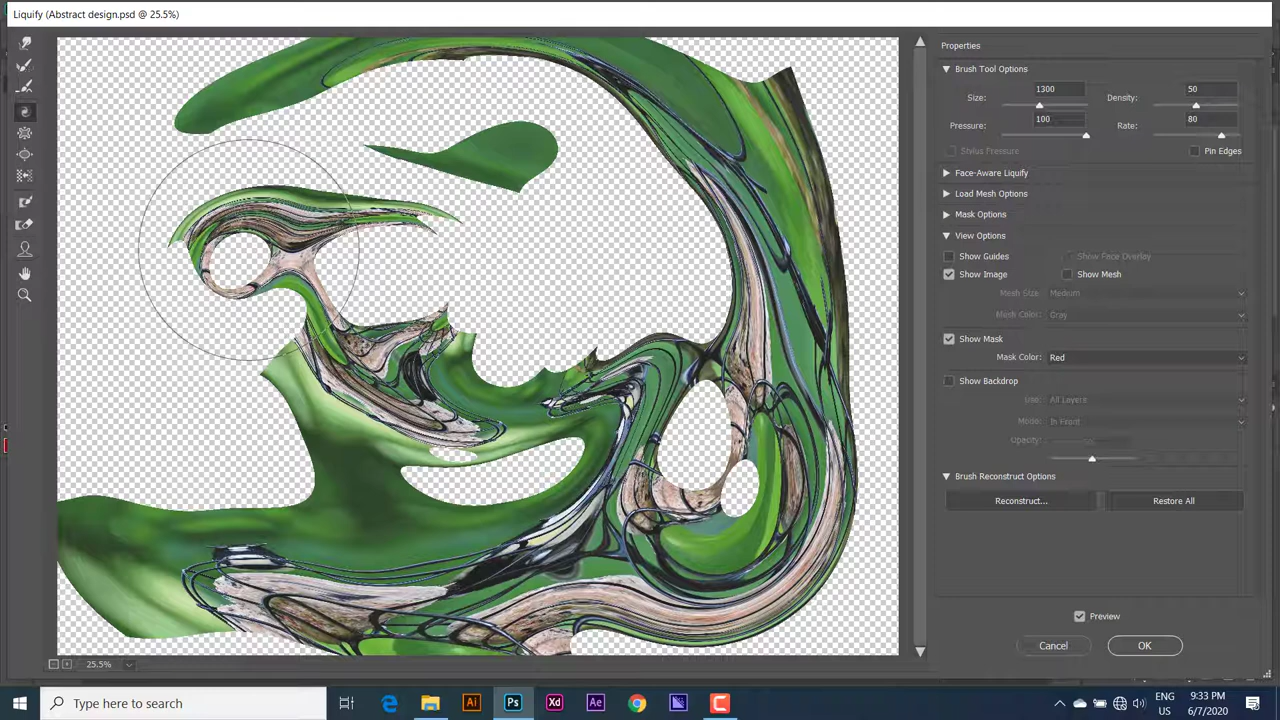 Liquify (Abstract design.psd @ 25.5%)
Properties
Brush Tool Options
Size: 1300 Density: 50
Pressure: 100 Rate: 80
Stylus Pressure Pin Edges
Face-Aware Liquify
Load Mesh Options
Mask Options
View Options
Show Guides Show Face Overlay
Show Image Show Mesh
Mesh Size: Medium
Mesh Color: Gray
Show Mask
Mask Color: Red
Show Backdrop
Use: All Layers
Mode: In Front
Opacity: 50
Brush Reconstruct Options
Reconstruct... Restore All
Preview
Cancel OK
25.5%
Type here to search
Ai Ps Xd Ae
ENG 9:33 PM
US 6/7/2020